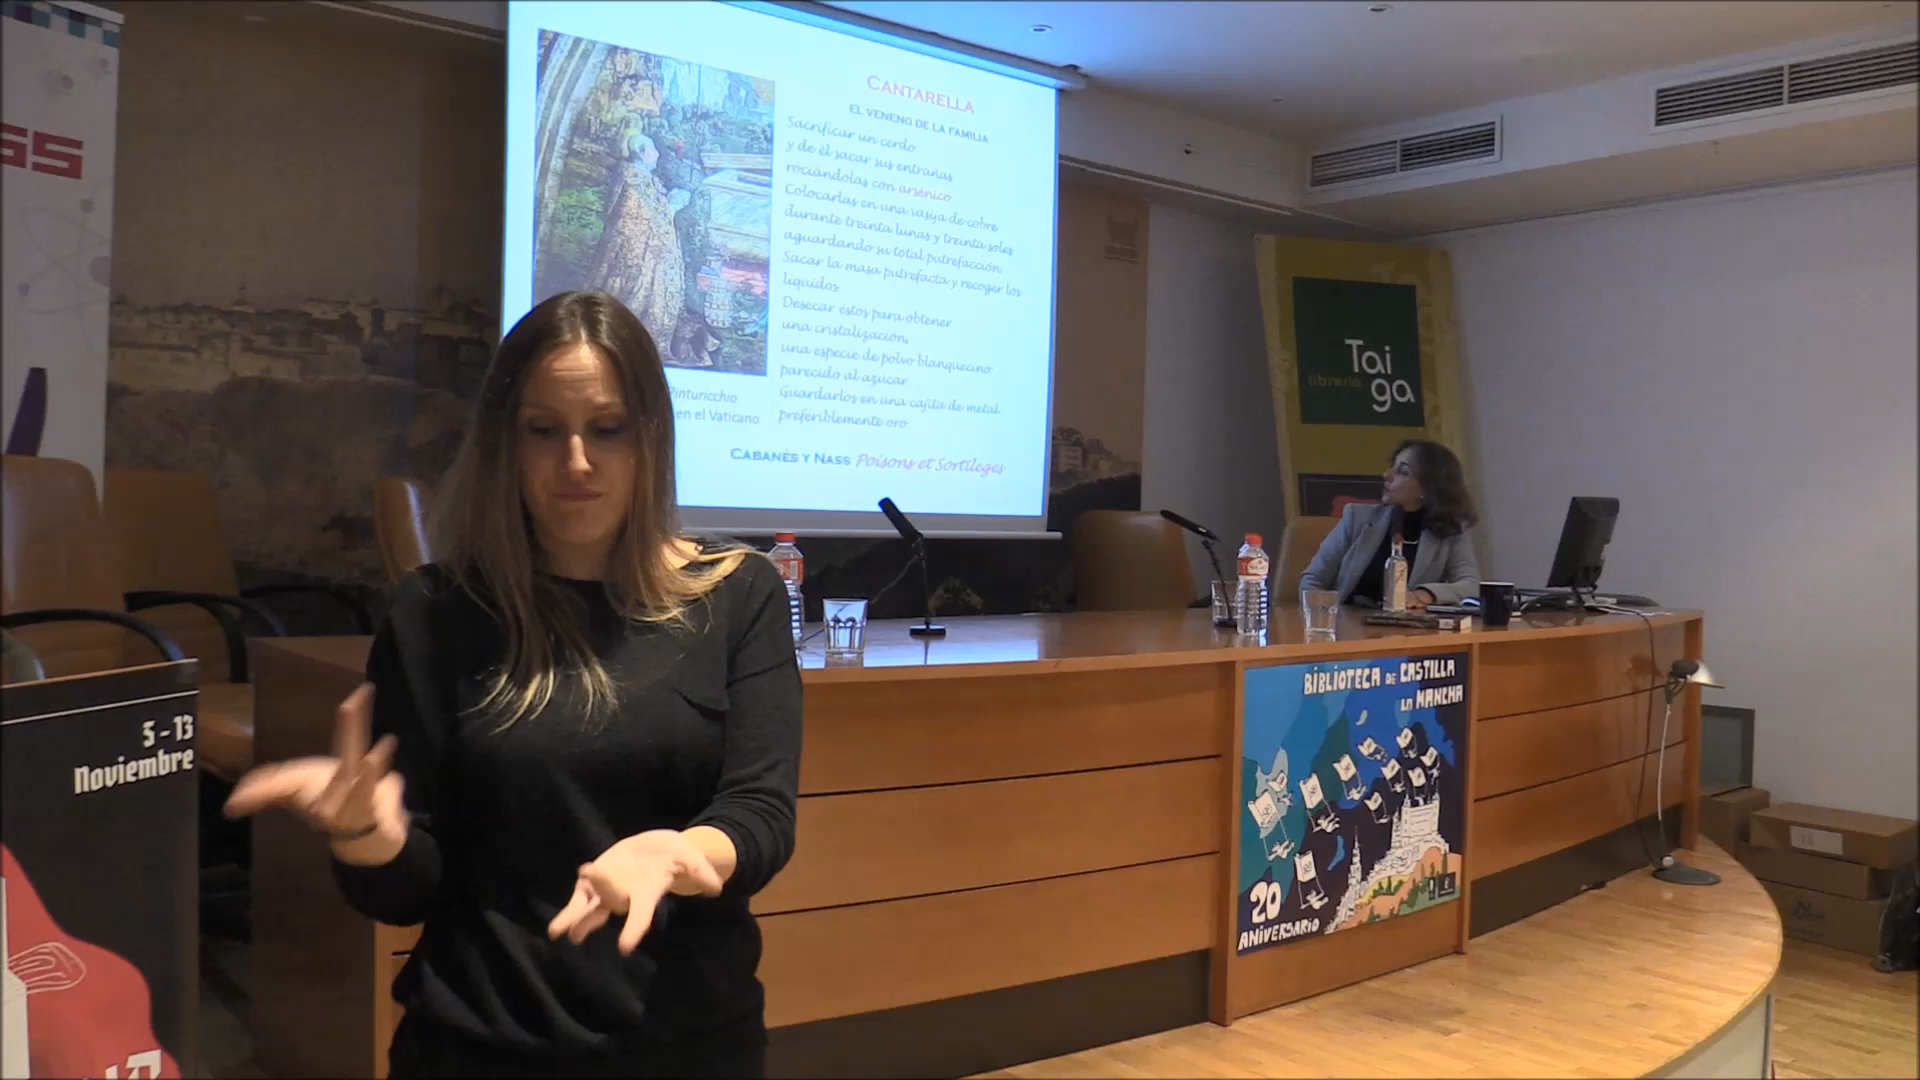 CANTARELLA
EL VENENO DE LA FAMILIA
Sacrificar un cerdo
y de él sacar sus entrañas
rociándolas con arsénico.
Colocarlas en una vasija de cobre
durante treinta lunas y treinta soles
aguardando su total putrefacción.
Sacar la masa putrefacta y recoger los
líquidos.
Desecar éstos para obtener
una cristalización,
una especie de polvo blanquecino
parecido al azúcar.
Guardarlos en una cajita de metal
preferiblemente oro.
CABANÉS Y NASS Poisons et Sortileges
Pinturicchio
en el Vaticano
Tai
librería
ga
5 - 13
Noviembre
BIBLIOTECA DE CASTILLA
LA MANCHA
20
ANIVERSARIO